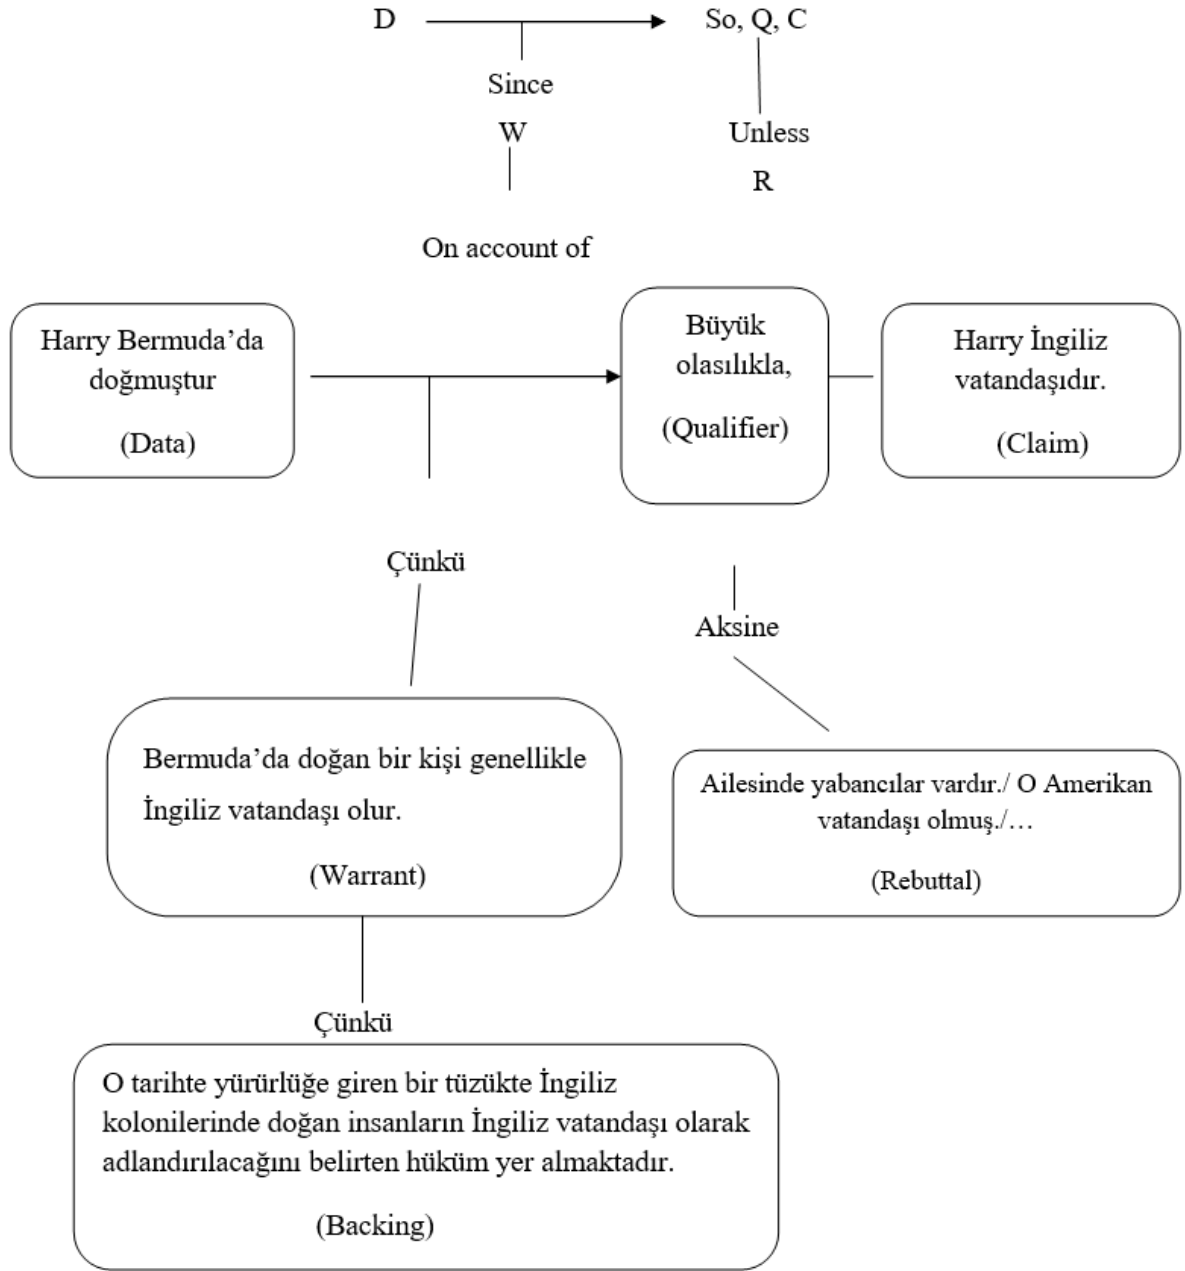 D
So, Q, C
Since
W
Unless
R
On account of
Harry Bermuda’da
doğmuştur
(Data)
Büyük
olasılıkla,
(Qualifier)
Harry İngiliz
vatandaşıdır.
(Claim)
Çünkü
Aksine
Bermuda’da doğan bir kişi genellikle
İngiliz vatandaşı olur.
(Warrant)
Ailesinde yabancılar vardır./ O Amerikan
vatandaşı olmuş./…
(Rebuttal)
Çünkü
O tarihte yürürlüğe giren bir tüzükte İngiliz
kolonilerinde doğan insanların İngiliz vatandaşı olarak
adlandırılacağını belirten hüküm yer almaktadır.
(Backing)